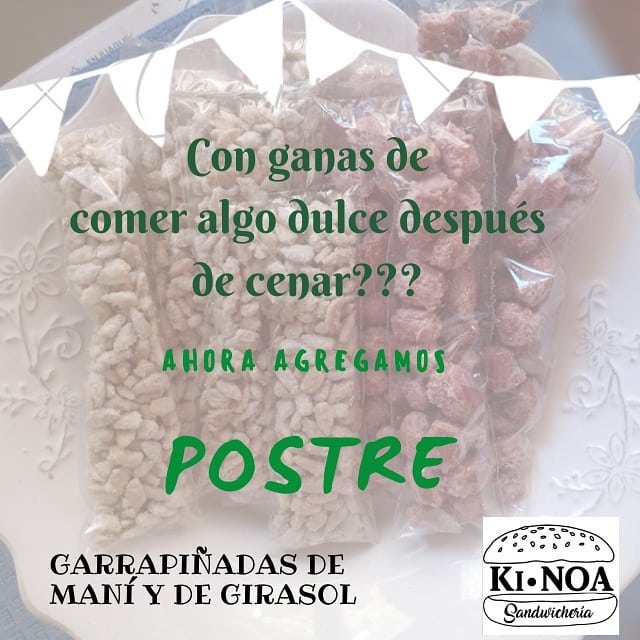 Con ganas de
comer algo dulce después
de cenar???
AHORA AGREGAMOS
POSTRE
GARRAPIÑADAS DE
MANÍ Y DE GIRASOL
KI•NOA
Sandwichería